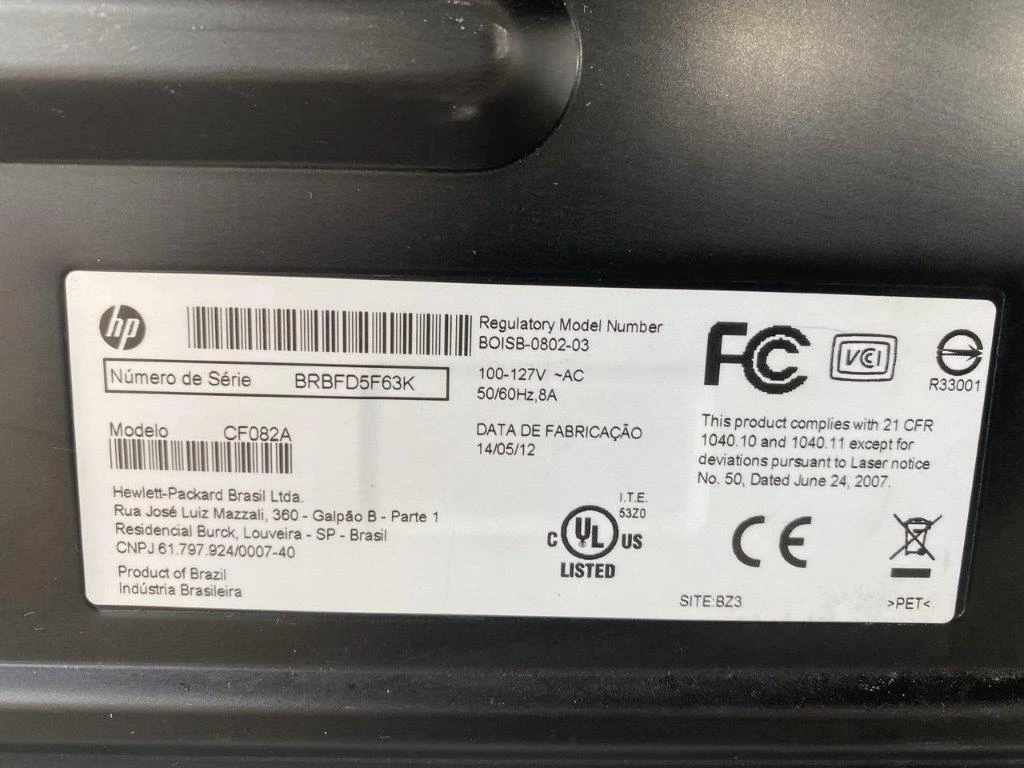 hp
Número de Série BRBFD5F63K
Modelo CF082A
Hewlett-Packard Brasil Ltda.
Rua José Luiz Mazzali, 360 - Galpão B - Parte 1
Residencial Burck, Louveira - SP - Brasil
CNPJ 61.797.924/0007-40
Product of Brazil
Indústria Brasileira
Regulatory Model Number
BOISB-0802-03
100-127V ~AC
50/60Hz,8A
DATA DE FABRICAÇÃO
14/05/12
I.T.E.
53Z0
C UL US
LISTED
FC
VCI
R33001
This product complies with 21 CFR
1040.10 and 1040.11 except for
deviations pursuant to Laser notice
No. 50, Dated June 24, 2007.
CE
SITE:BZ3
>PET<